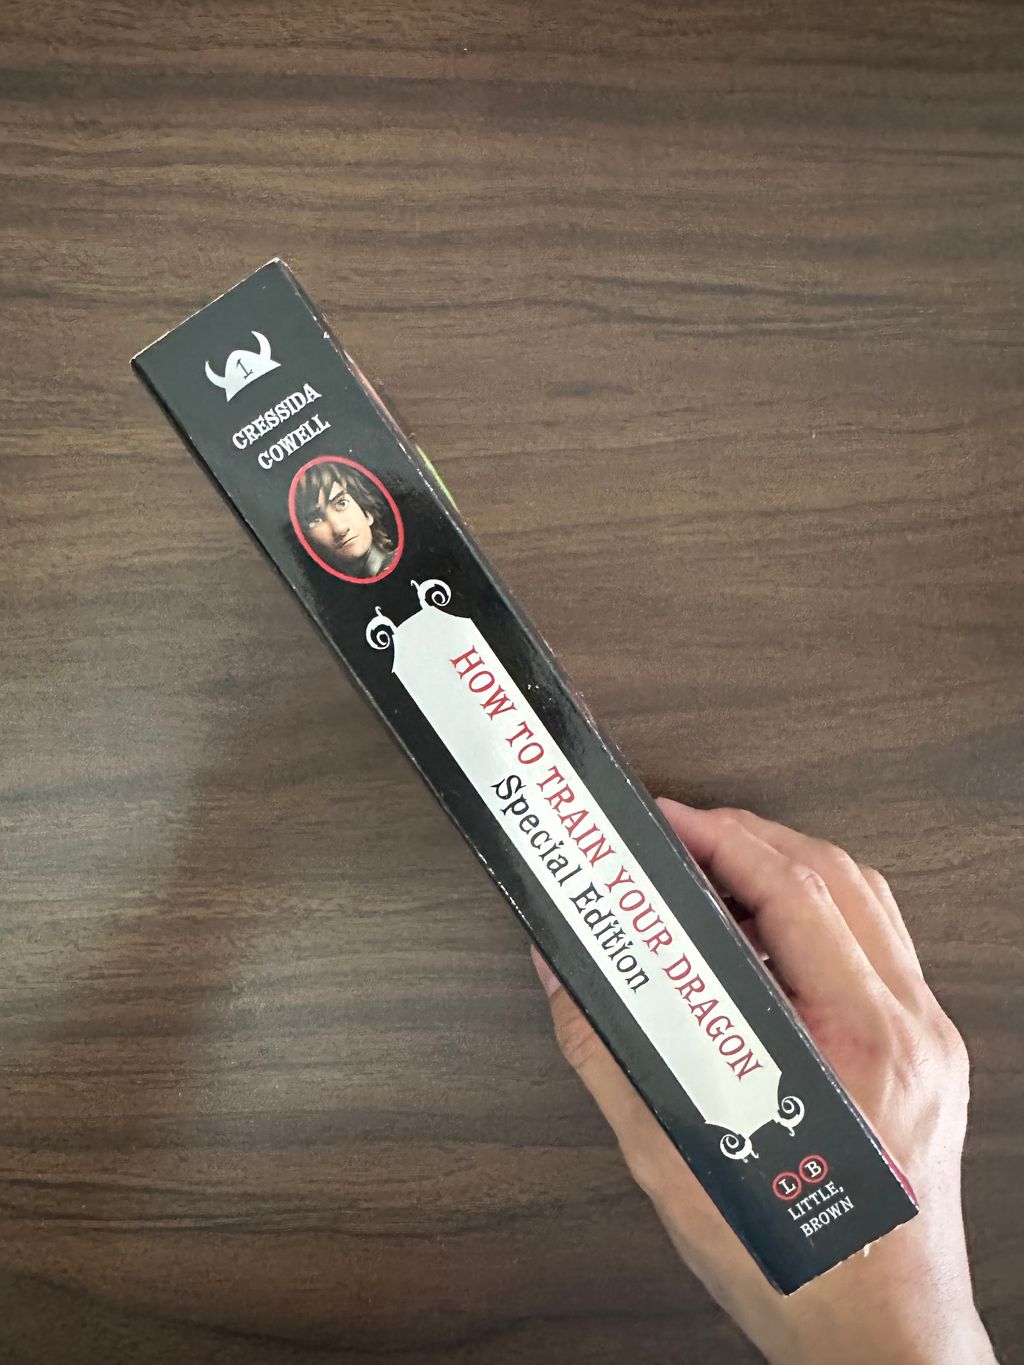 1
CRESSIDA
COWELL
HOW TO TRAIN YOUR DRAGON
Special Edition
L B
LITTLE,
BROWN